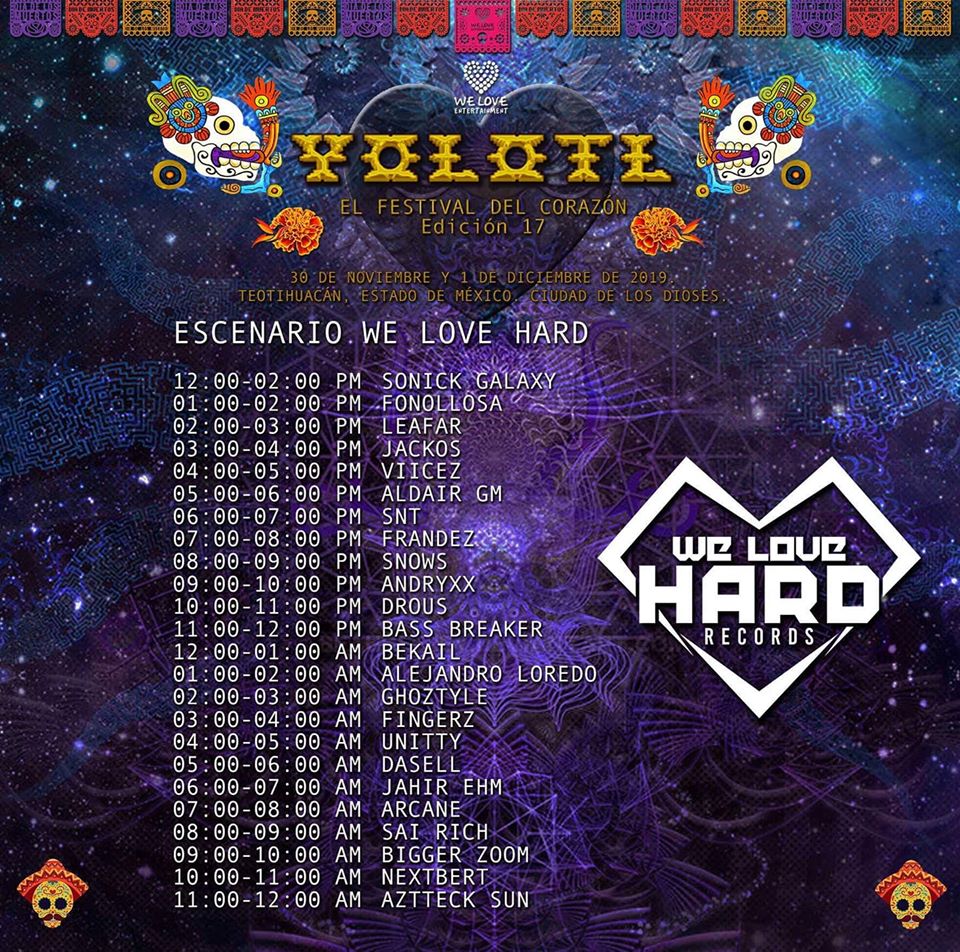 WE LOVE
WE LOVE
ENTERTAINMENT
YOLOTL
EL FESTIVAL DEL CORAZÓN
Edición 17
30 DE NOVIEMBRE Y 1 DE DICIEMBRE DE 2019.
TEOTIHUACÁN, ESTADO DE MÉXICO. CIUDAD DE LOS DIOSES.
ESCENARIO WE LOVE HARD
12:00-02:00 PM SONICK GALAXY
01:00-02:00 PM FONOLLOSA
02:00-03:00 PM LEAFAR
03:00-04:00 PM JACKOS
04:00-05:00 PM VIICEZ
05:00-06:00 PM ALDAIR GM
06:00-07:00 PM SNT
07:00-08:00 PM FRANDEZ
08:00-09:00 PM SNOWS
09:00-10:00 PM ANDRYXX
10:00-11:00 PM DROUS
11:00-12:00 PM BASS BREAKER
12:00-01:00 AM BEKAIL
01:00-02:00 AM ALEJANDRO LOREDO
02:00-03:00 AM GHOZTYLE
03:00-04:00 AM FINGERZ
04:00-05:00 AM UNITTY
05:00-06:00 AM DASELL
06:00-07:00 AM JAHIR EHM
07:00-08:00 AM ARCANE
08:00-09:00 AM SAI RICH
09:00-10:00 AM BIGGER ZOOM
10:00-11:00 AM NEXTBERT
11:00-12:00 AM AZTTECK SUN
WE LOVE
HARD
RECORDS